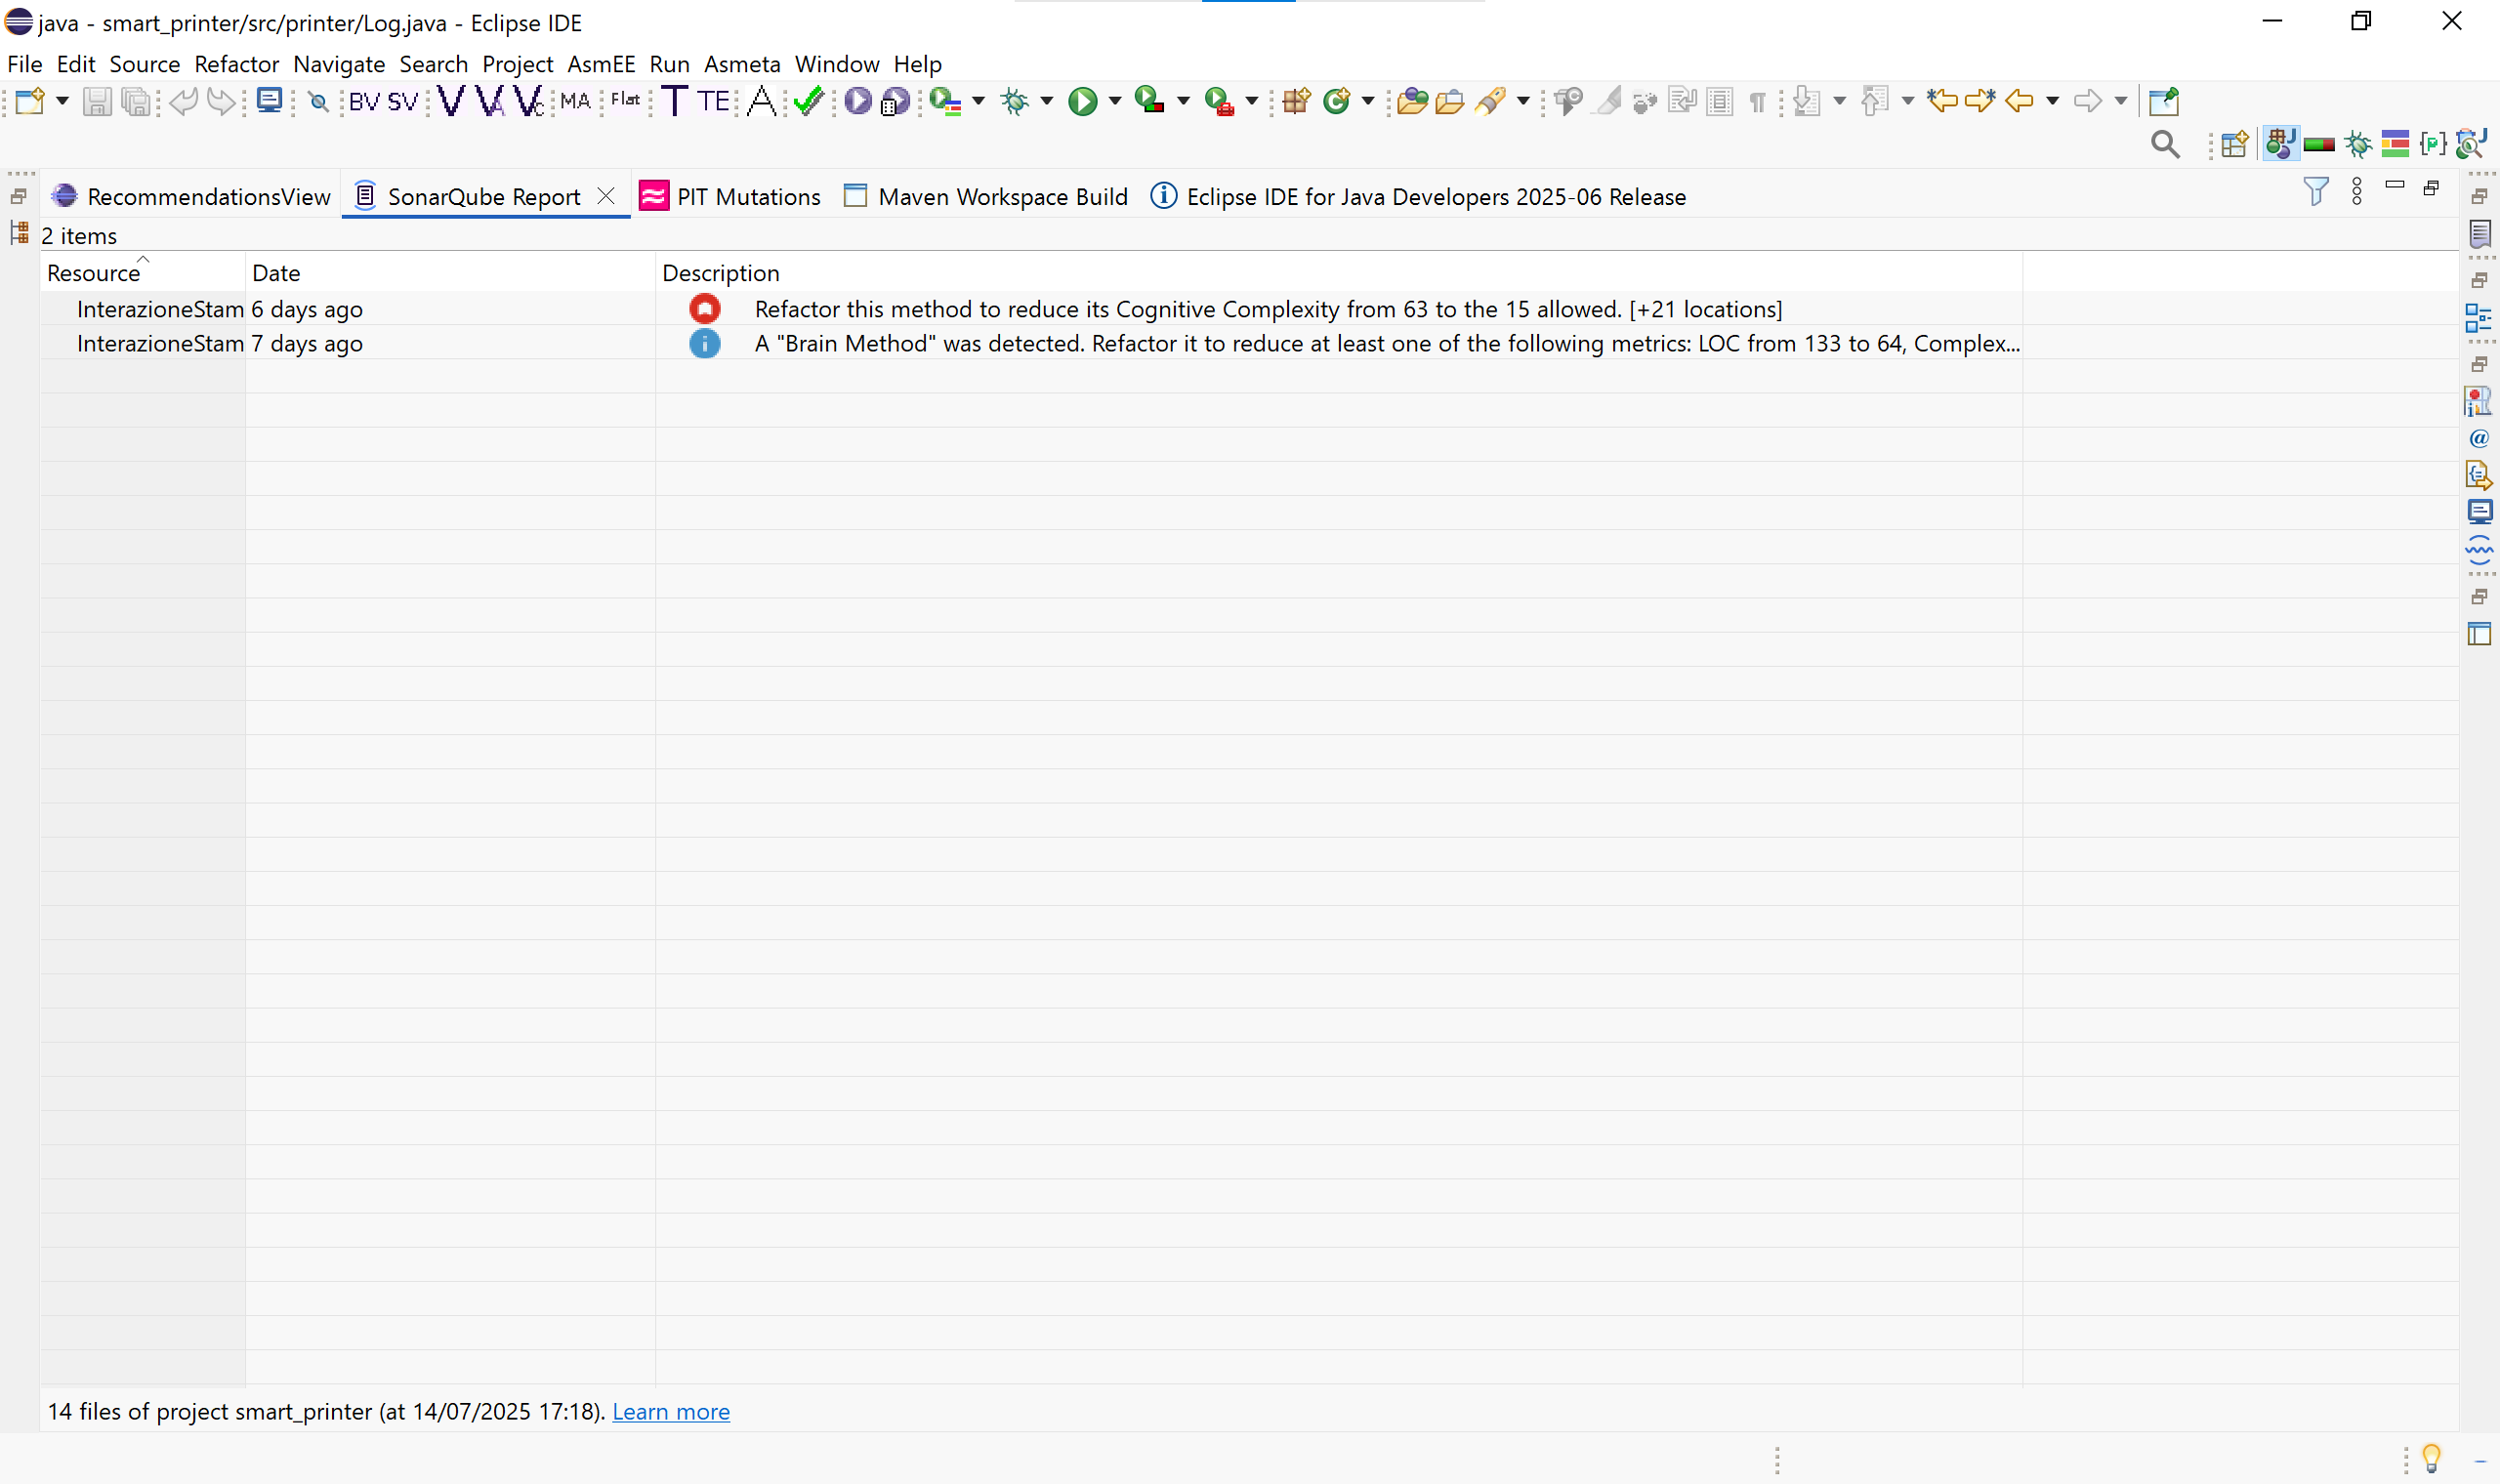 java - smart_printer/src/printer/Log.java - Eclipse IDE
File Edit Source Refactor Navigate Search Project AsmEE Run Asmeta Window Help
BV SV V VA Vc MA Flat T TE A
RecommendationsView SonarQube Report PIT Mutations Maven Workspace Build Eclipse IDE for Java Developers 2025-06 Release
2 items
Resource Date Description
InterazioneStam 6 days ago Refactor this method to reduce its Cognitive Complexity from 63 to the 15 allowed. [+21 locations]
InterazioneStam 7 days ago A "Brain Method" was detected. Refactor it to reduce at least one of the following metrics: LOC from 133 to 64, Complex...
14 files of project smart_printer (at 14/07/2025 17:18). Learn more